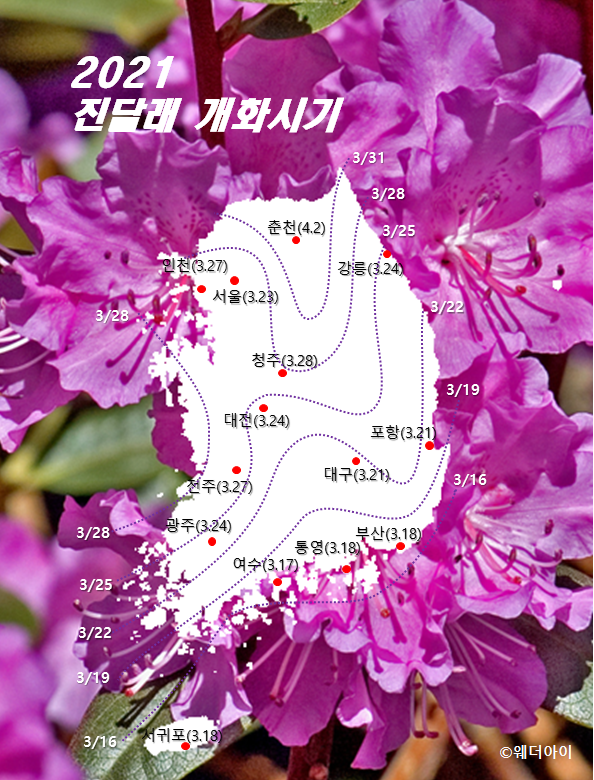 2021
진달래 개화시기
3/31
3/28
춘천(4.2)
3/25
인천(3.27)
강릉(3.24)
서울(3.23)
3/28
3/22
청주(3.28)
3/19
대전(3.24)
포항(3.21)
대구(3.21)
3/16
전주(3.27)
광주(3.24)
3/28
부산(3.18)
통영(3.18)
여수(3.17)
3/25
3/22
3/19
3/16
서귀포(3.18)
©웨더아이